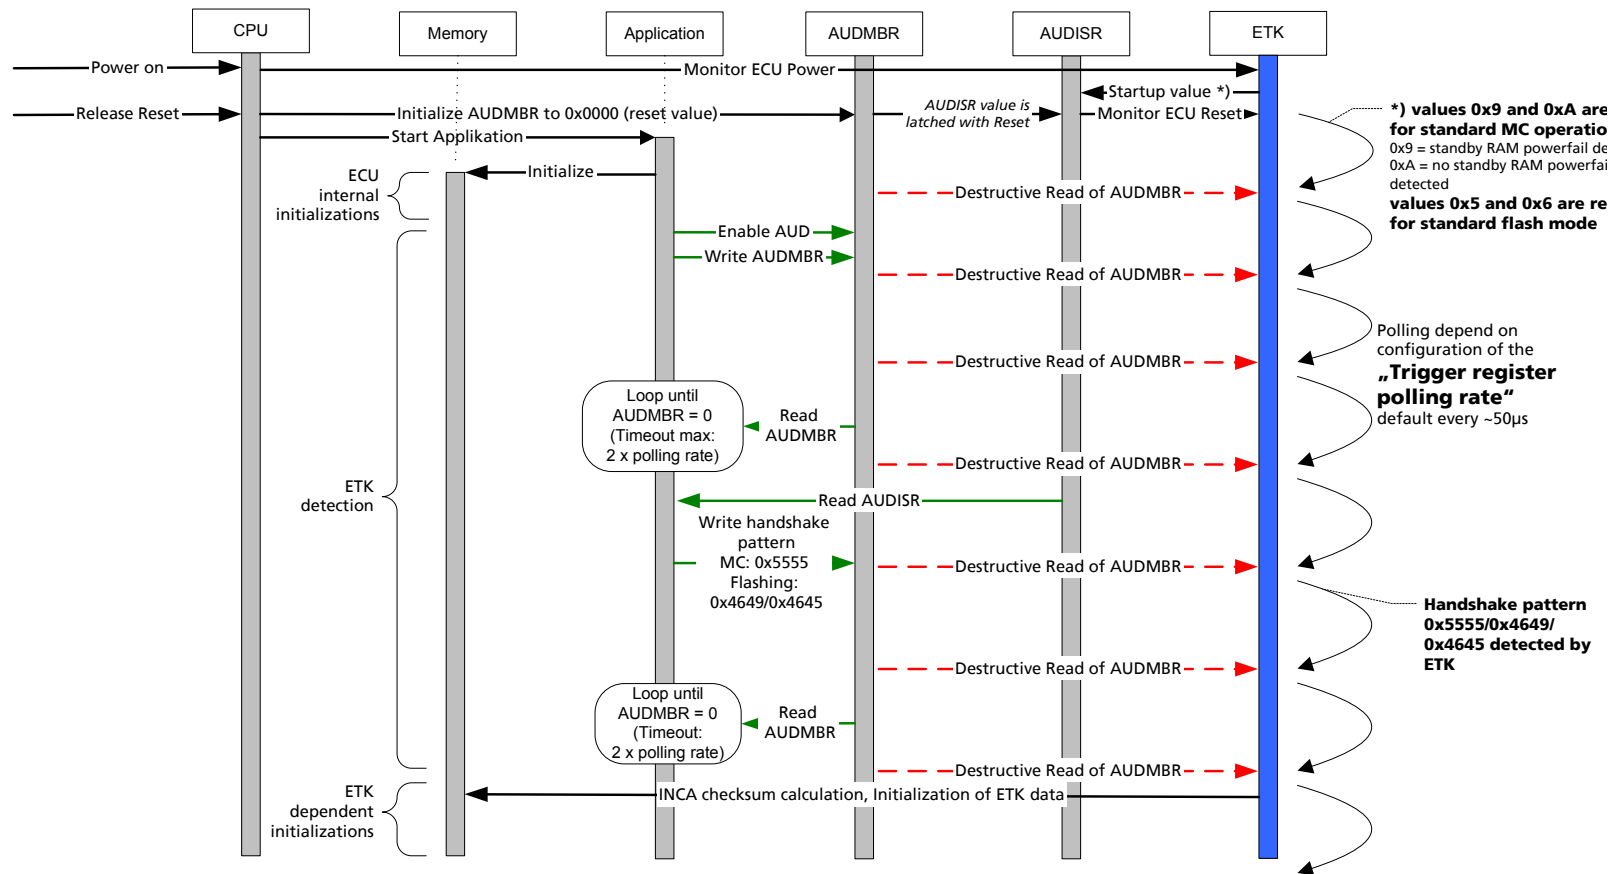 CPU
Memory
Application
AUDMBR
AUDISR
ETK
Power on
Monitor ECU Power
Startup value *)
Release Reset
Initialize AUDMBR to 0x0000 (reset value)
AUDISR value is
latched with Reset
Monitor ECU Reset
*) values 0x9 and 0xA are
for standard MC operatio
0x9 = standby RAM powerfail de
0xA = no standby RAM powerfai
detected
values 0x5 and 0x6 are re
for standard flash mode
Start Applikation
ECU
internal
initializations
Initialize
Destructive Read of AUDMBR
Enable AUD
Write AUDMBR
Destructive Read of AUDMBR
Polling depend on
configuration of the
„Trigger register
polling rate“
default every ~50µs
Destructive Read of AUDMBR
Loop until
AUDMBR = 0
(Timeout max:
2 x polling rate)
Read
AUDMBR
Destructive Read of AUDMBR
ETK
detection
Read AUDISR
Write handshake
pattern
MC: 0x5555
Flashing:
0x4649/0x4645
Destructive Read of AUDMBR
Handshake pattern
0x5555/0x4649/
0x4645 detected by
ETK
Destructive Read of AUDMBR
Loop until
AUDMBR = 0
(Timeout:
2 x polling rate)
Read
AUDMBR
Destructive Read of AUDMBR
ETK
dependent
initializations
INCA checksum calculation, Initialization of ETK data